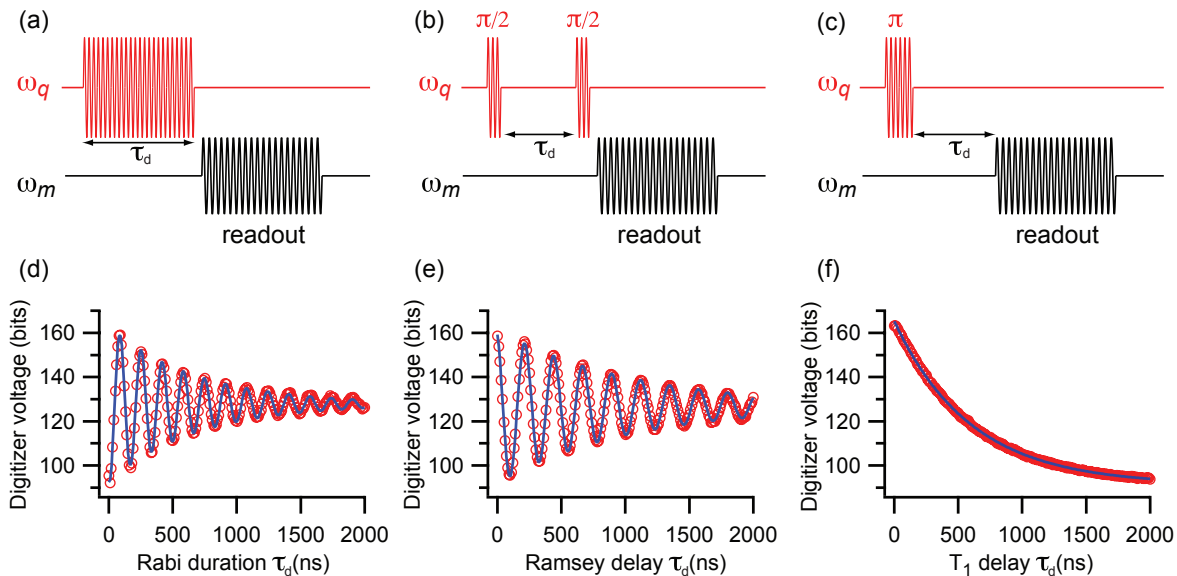 (a)
ω_q
τ_d
ω_m
readout
(b)
π/2 π/2
ω_q
τ_d
ω_m
readout
(c)
π
ω_q
τ_d
ω_m
readout
(d)
Digitizer voltage (bits)
160
140
120
100
0 500 1000 1500 2000
Rabi duration τ_d(ns)
(e)
Digitizer voltage (bits)
160
140
120
100
0 500 1000 1500 2000
Ramsey delay τ_d(ns)
(f)
Digitizer voltage (bits)
160
140
120
100
0 500 1000 1500 2000
T_1 delay τ_d(ns)